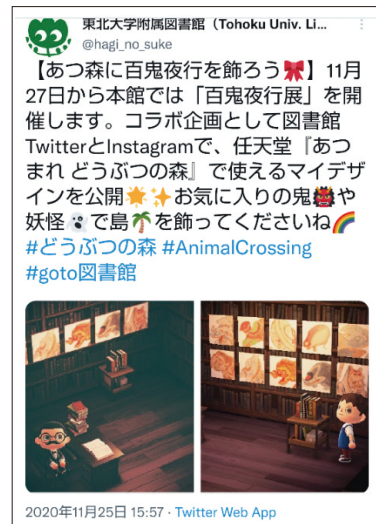 東北大学附属図書館（Tohoku Univ. Li...
@hagi_no_suke
【あつ森に百鬼夜行を飾ろう🎀】11月
27日から本館では「百鬼夜行展」を開
催します。コラボ企画として図書館
TwitterとInstagramで、任天堂『あつ
まれ どうぶつの森』で使えるマイデザ
インを公開🌟✨お気に入りの鬼👹や
妖怪👻で島🌴を飾ってくださいね🌈
#どうぶつの森 #AnimalCrossing
#goto図書館
2020年11月25日 15:57 · Twitter Web App